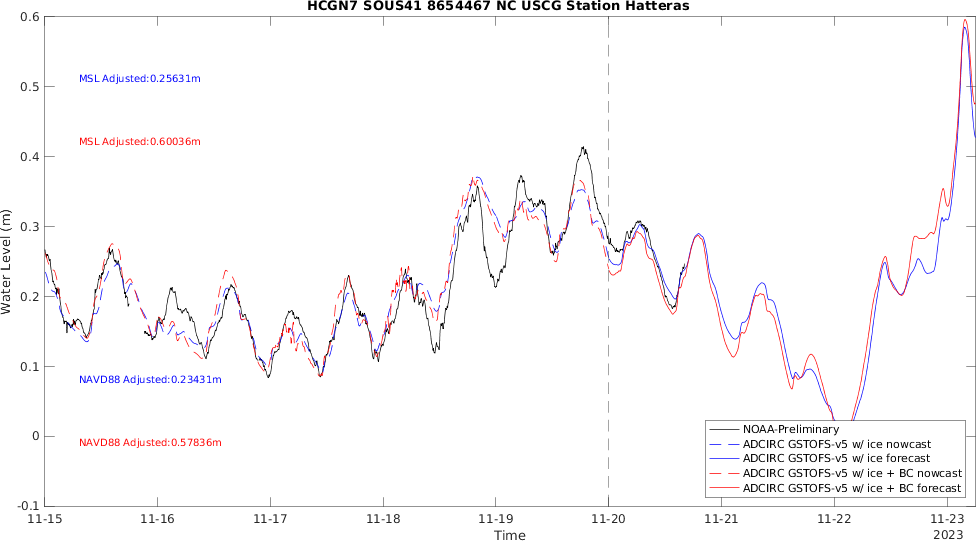 HCGN7 SOUS41 8654467 NC USCG Station Hatteras
0.6
0.5
0.4
0.3
0.2
0.1
0
-0.1
Water Level (m)
MSL Adjusted:0.25631m
MSL Adjusted:0.60036m
NAVD88 Adjusted:0.23431m
NAVD88 Adjusted:0.57836m
NOAA-Preliminary
ADCIRC GSTOFS-v5 w/ ice nowcast
ADCIRC GSTOFS-v5 w/ ice forecast
ADCIRC GSTOFS-v5 w/ ice + BC nowcast
ADCIRC GSTOFS-v5 w/ ice + BC forecast
11-15 11-16 11-17 11-18 11-19 11-20 11-21 11-22 11-23
2023
Time